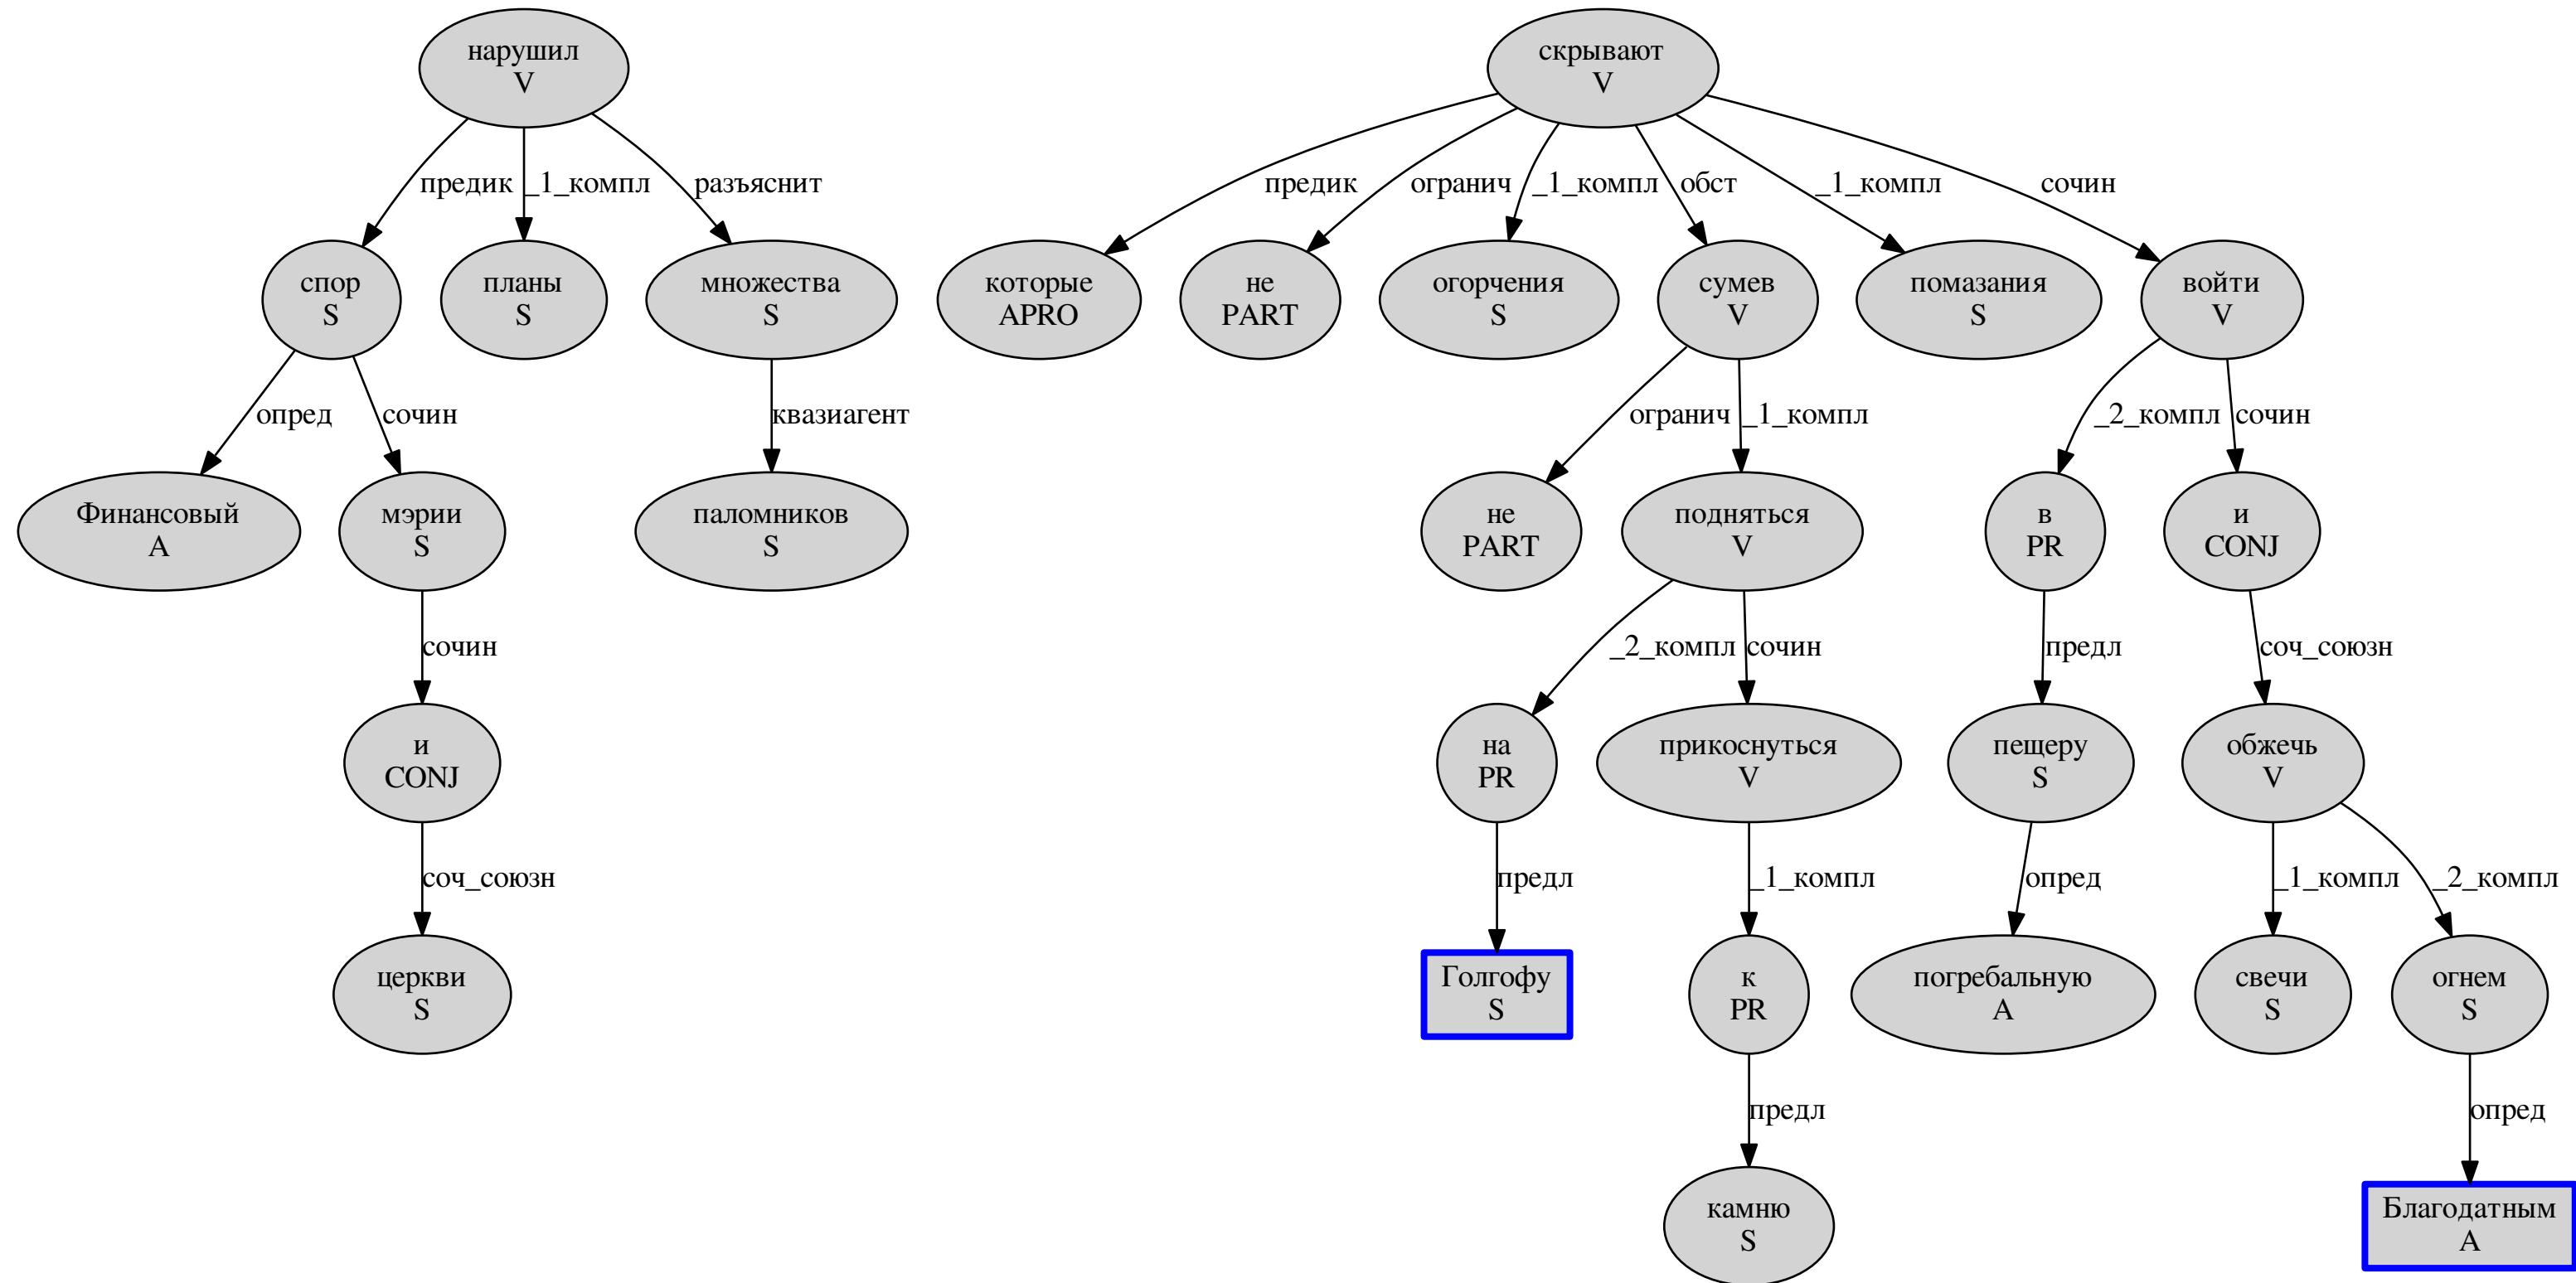 нарушил
V
скрывают
V
предик
_1_компл
разъяснит
предик
огранич
_1_компл
обст
_1_компл
сочин
спор
S
планы
S
множества
S
которые
APRO
не
PART
огорчения
S
сумев
V
помазания
S
войти
V
опред
сочин
квазиагент
огранич
_1_компл
_2_компл
сочин
Финансовый
A
мэрии
S
паломников
S
не
PART
подняться
V
в
PR
и
CONJ
сочин
_2_компл
сочин
предл
соч_союзн
и
CONJ
на
PR
прикоснуться
V
пещеру
S
обжечь
V
соч_союзн
предл
_1_компл
опред
_1_компл
_2_компл
церкви
S
Голгофу
S
к
PR
погребальную
A
свечи
S
огнем
S
предл
опред
камню
S
Благодатным
A